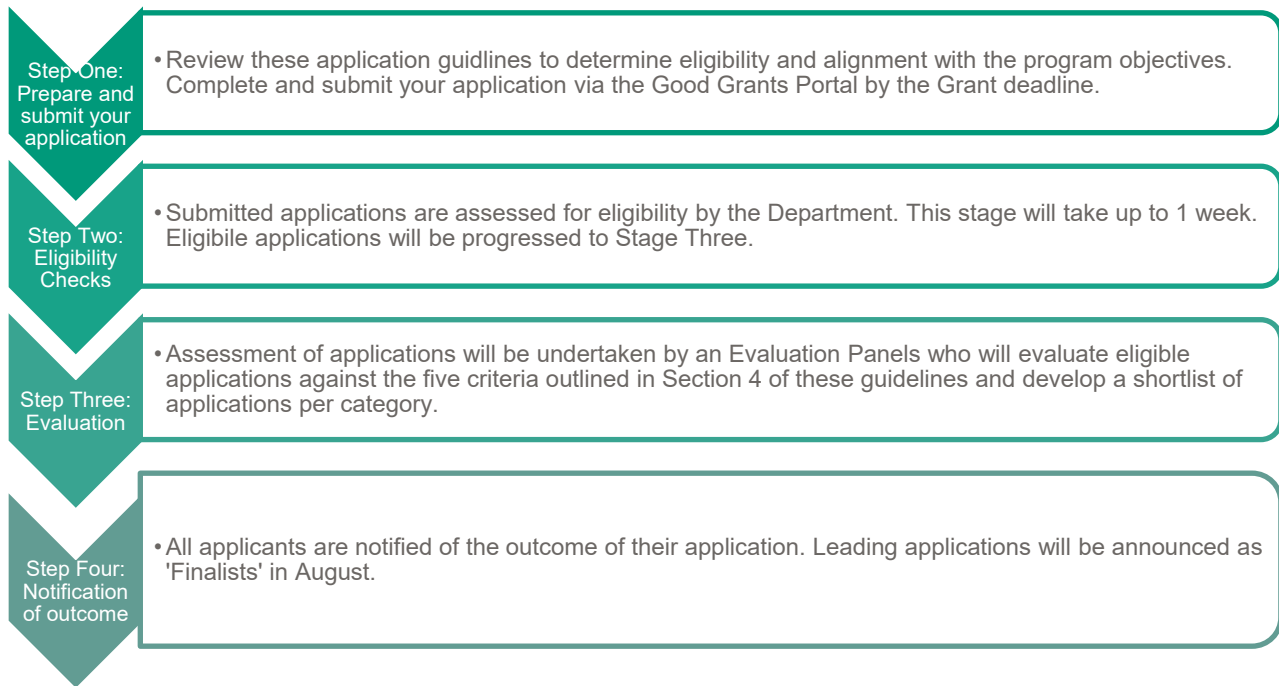 Step One:
Prepare and
submit your
application
• Review these application guidlines to determine eligibility and alignment with the program objectives.
Complete and submit your application via the Good Grants Portal by the Grant deadline.
Step Two:
Eligibility
Checks
• Submitted applications are assessed for eligibility by the Department. This stage will take up to 1 week.
Eligibile applications will be progressed to Stage Three.
Step Three:
Evaluation
• Assessment of applications will be undertaken by an Evaluation Panels who will evaluate eligible
applications against the five criteria outlined in Section 4 of these guidelines and develop a shortlist of
applications per category.
Step Four:
Notification
of outcome
• All applicants are notified of the outcome of their application. Leading applications will be announced as
'Finalists' in August.